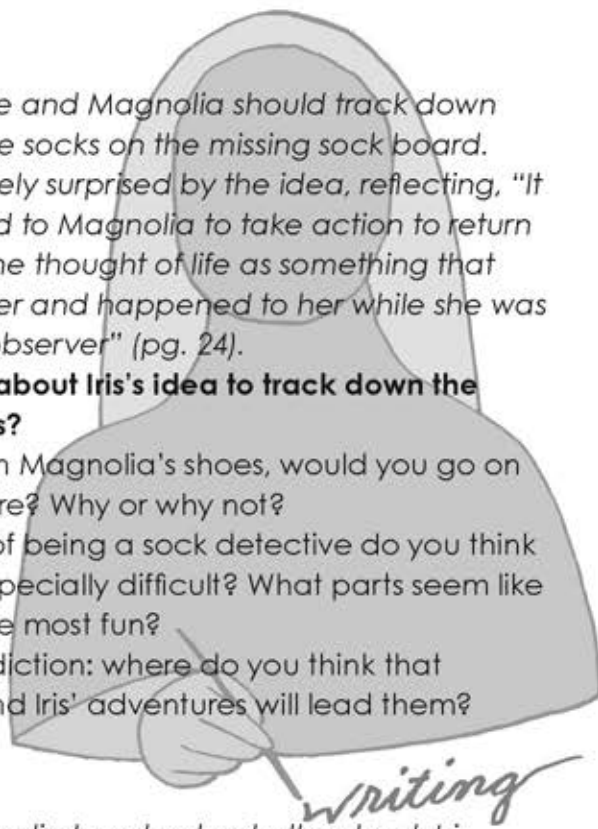 e and Magnolia should track down
e socks on the missing sock board.
ely surprised by the idea, reflecting, “It
d to Magnolia to take action to return
he thought of life as something that
er and happened to her while she was
bserver” (pg. 24).
about Iris’s idea to track down the
s?
n Magnolia’s shoes, would you go on
re? Why or why not?
of being a sock detective do you think
pecially difficult? What parts seem like
e most fun?
diction: where do you think that
nd Iris’ adventures will lead them?
writing